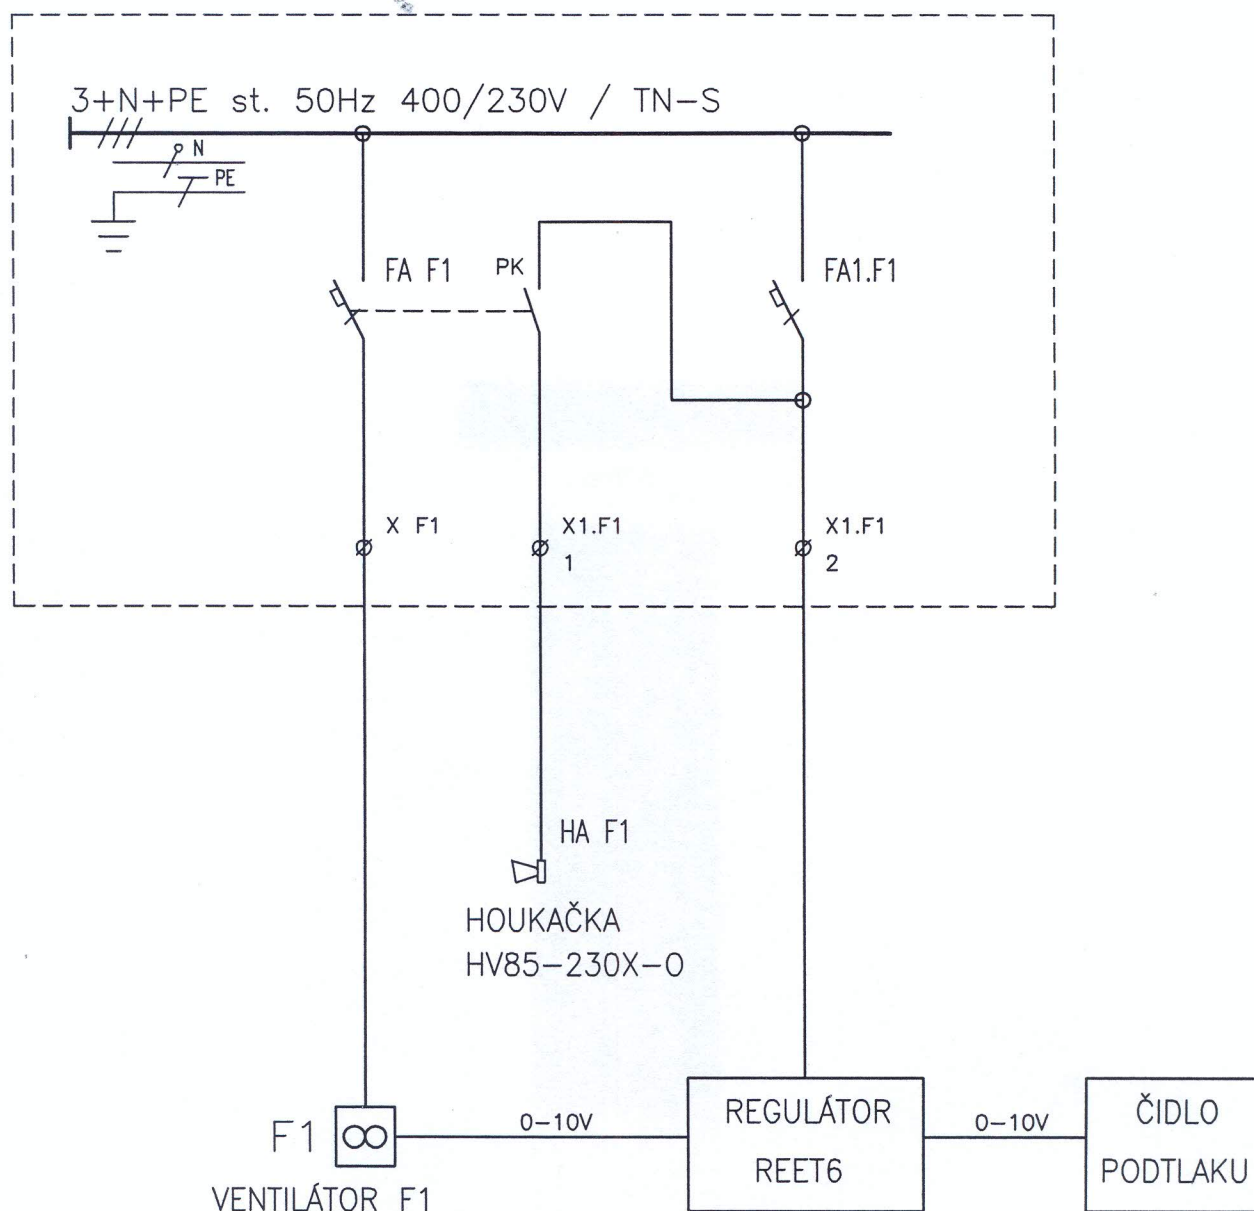 3+N+PE st. 50Hz 400/230V / TN-S
N
PE
FA F1
PK
FA1.F1
X F1
X1.F1
1
X1.F1
2
HA F1
HOUKAČKA
HV85-230X-0
F1
VENTILÁTOR F1
0-10V
REGULÁTOR
REET6
0-10V
ČIDLO
PODTLAKU